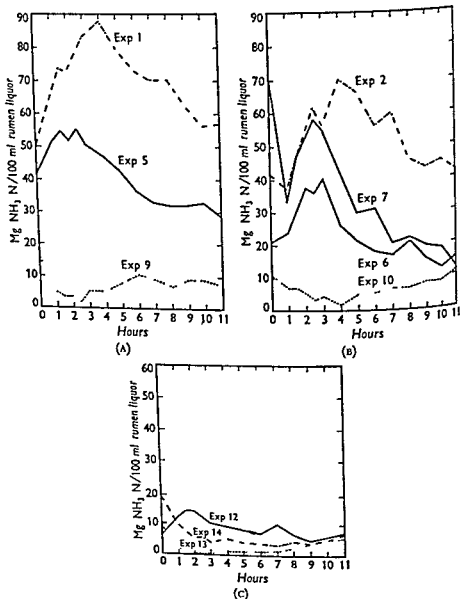 90
80
70
60
50
40
30
20
10
0
Mg NH3 N/100 ml rumen liquor
Exp 1
Exp 5
Exp 9
0 1 2 3 4 5 6 7 8 9 10 11
Hours
(A)
90
80
70
60
50
40
30
20
10
0
Mg NH3 N/100 ml rumen liquor
Exp 2
Exp 7
Exp 6
Exp 10
0 1 2 3 4 5 6 7 8 9 10 11
Hours
(B)
60
50
40
30
20
10
0
Mg NH3 N/100 ml rumen liquor
Exp 12
Exp 14
Exp 13
0 1 2 3 4 5 6 7 8 9 10 11
Hours
(C)